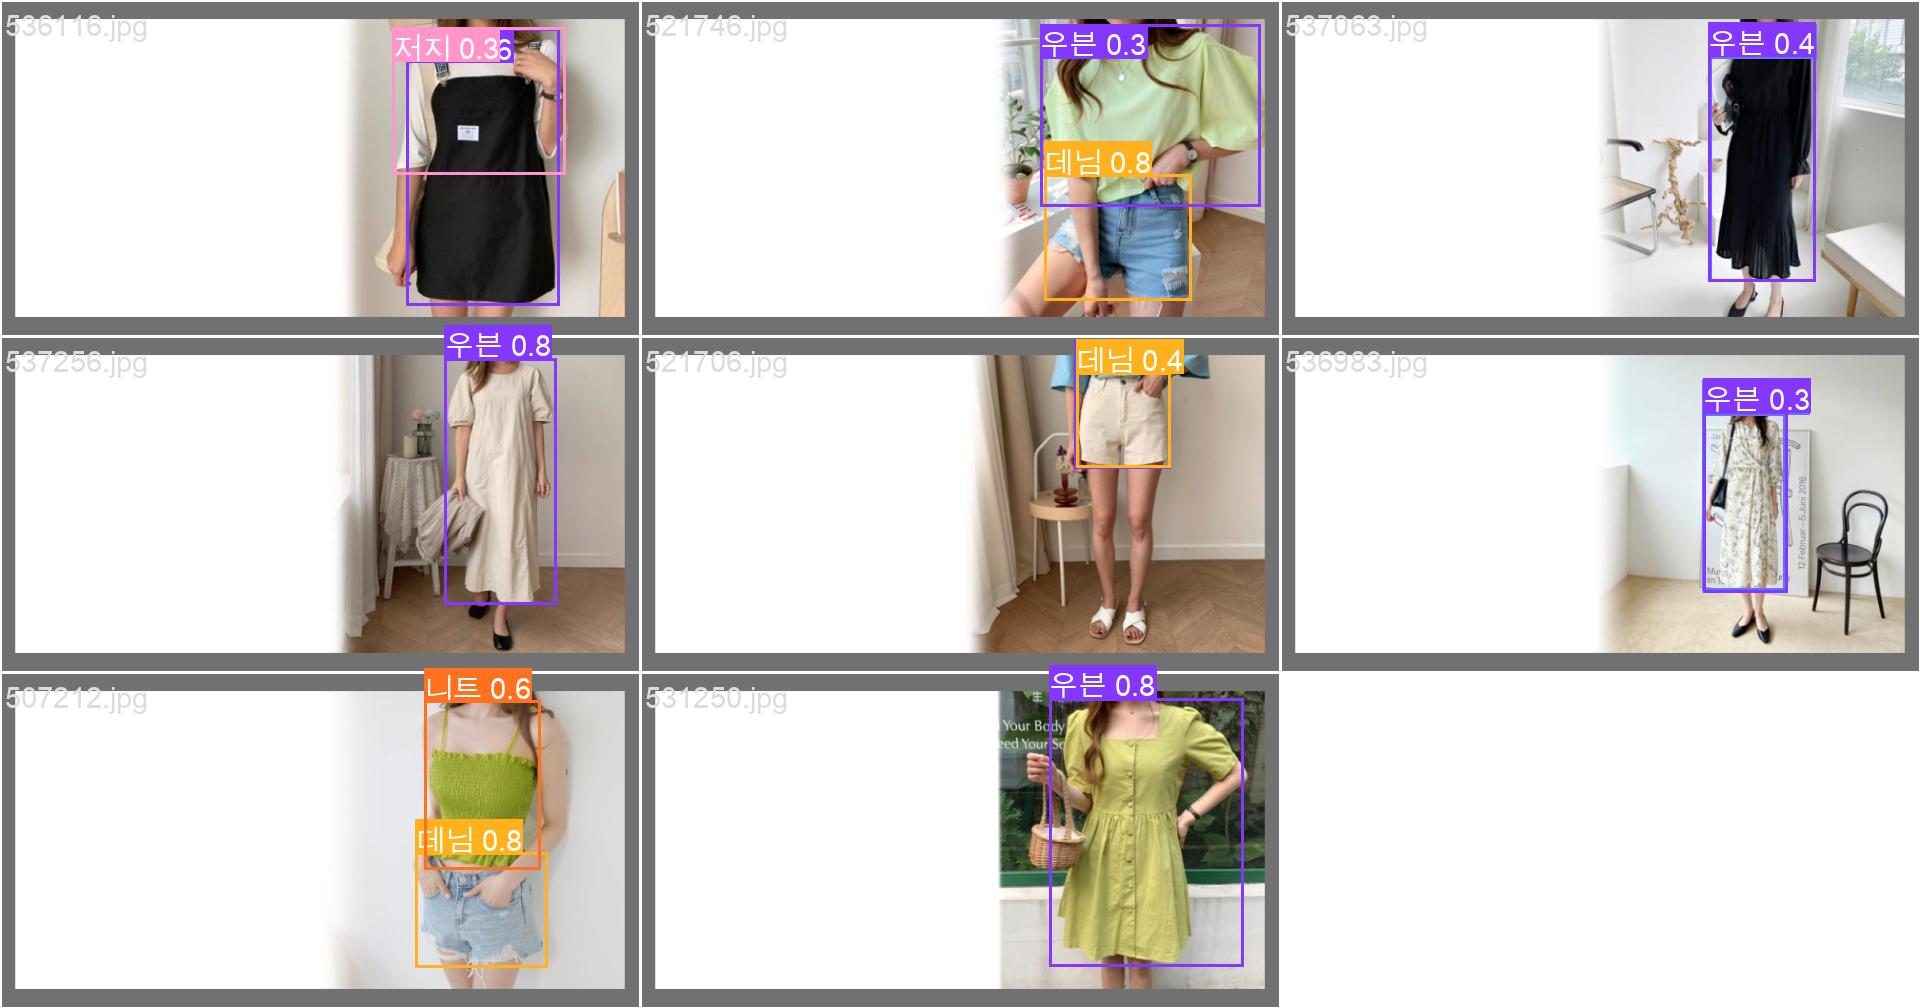 536116.jpg
저지 0.36
521746.jpg
우븐 0.3
데님 0.8
537063.jpg
우븐 0.4
537256.jpg
우븐 0.8
521706.jpg
데님 0.4
536983.jpg
우븐 0.3
12.Februar—5.Juni 2016
507212.jpg
니트 0.6
데님 0.8
531250.jpg
우븐 0.8
Your Body
eed Your S